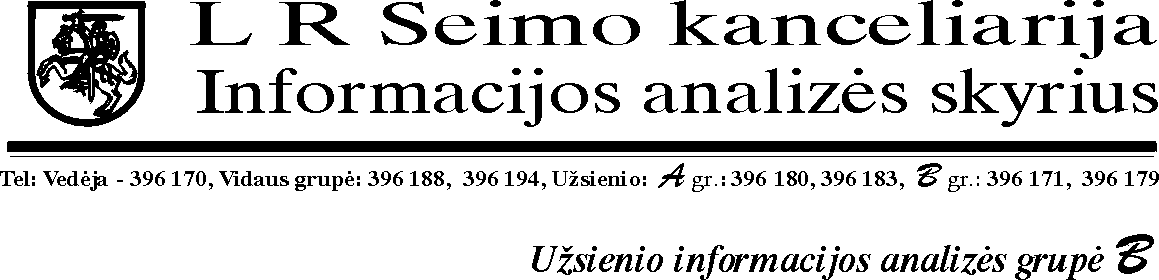 L R Seimo kanceliarija
Informacijos analizės skyrius
Tel: Vedėja - 396 170, Vidaus grupė: 396 188, 396 194, Užsienio: A gr.: 396 180, 396 183, B gr.: 396 171, 396 179
Užsienio informacijos analizės grupė B